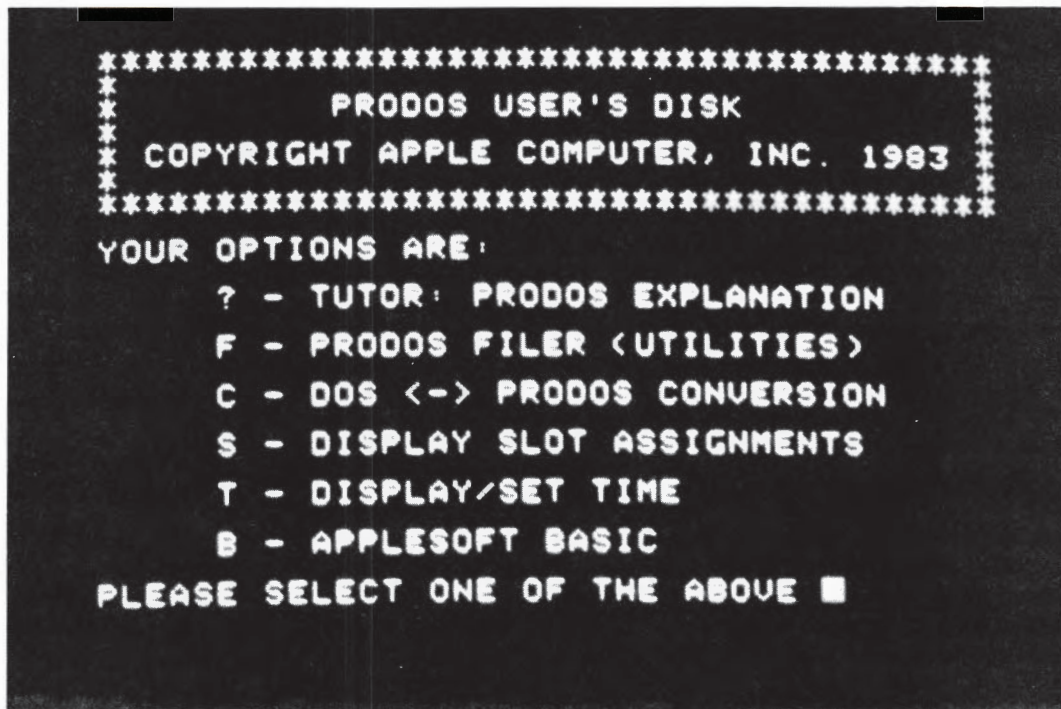 ***************************************
* PRODOS USER'S DISK *
* COPYRIGHT APPLE COMPUTER, INC. 1983 *
***************************************
YOUR OPTIONS ARE:
? - TUTOR: PRODOS EXPLANATION
F - PRODOS FILER (UTILITIES)
C - DOS <-> PRODOS CONVERSION
S - DISPLAY SLOT ASSIGNMENTS
T - DISPLAY/SET TIME
B - APPLESOFT BASIC
PLEASE SELECT ONE OF THE ABOVE